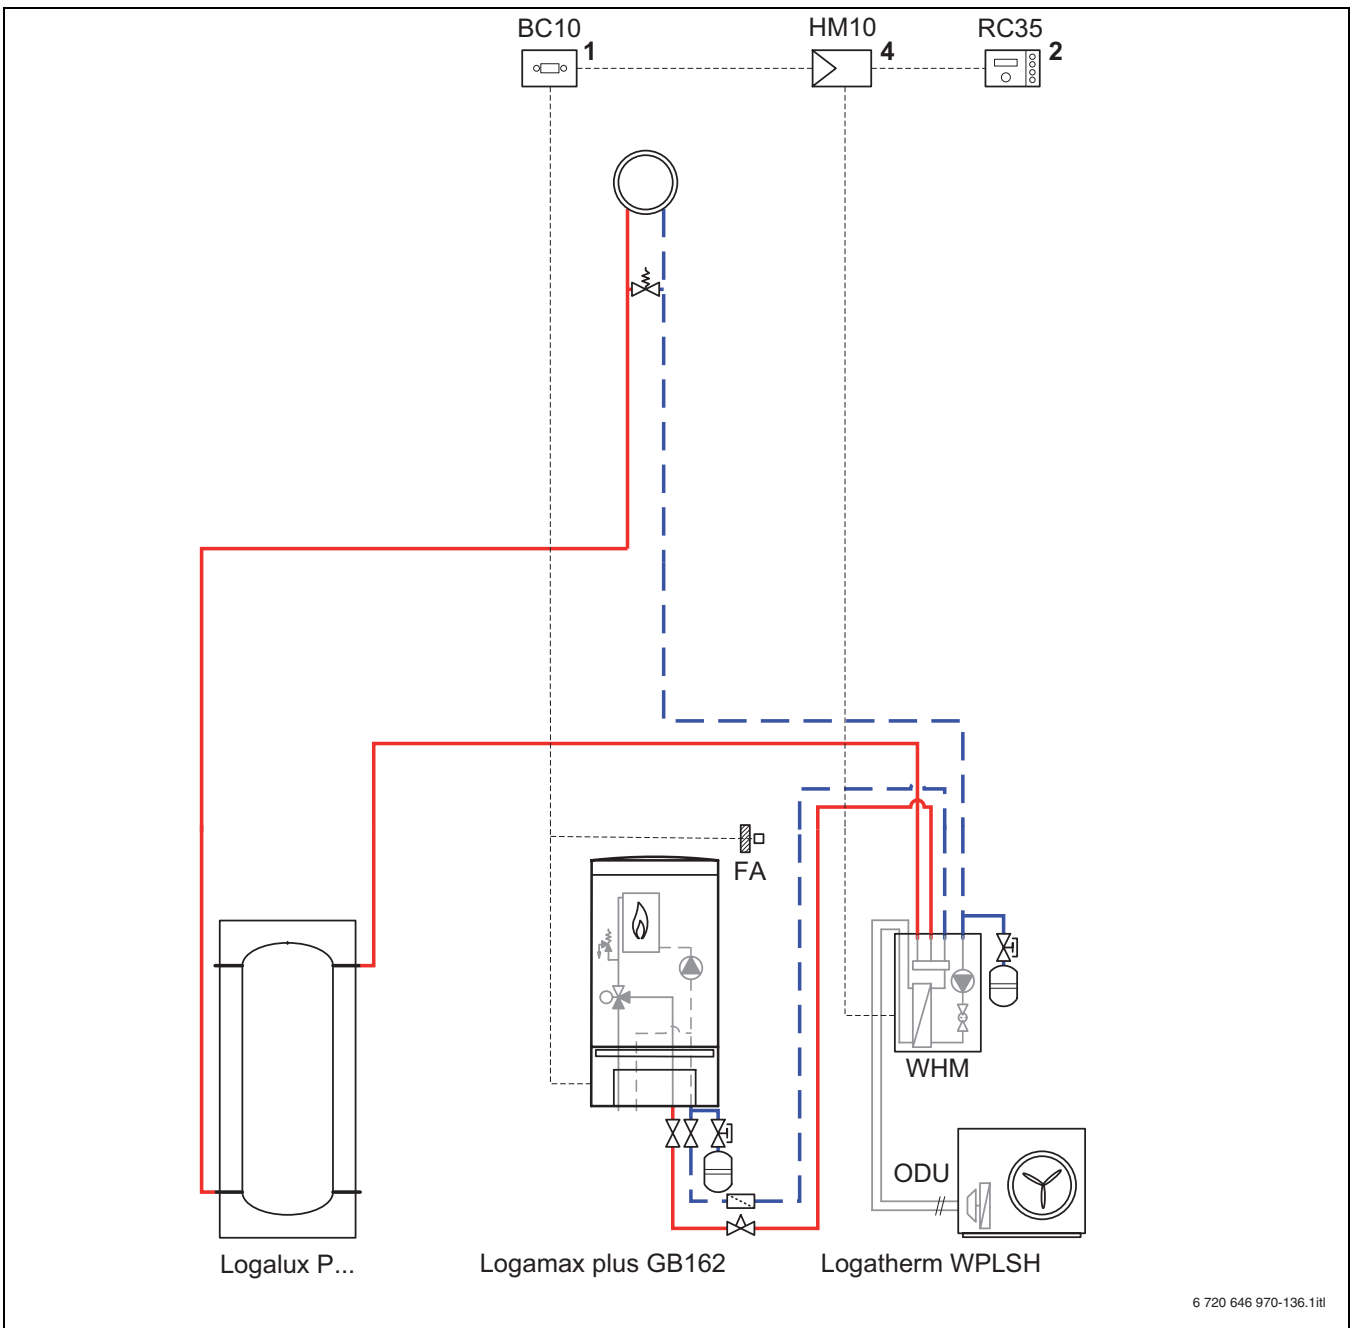 BC10
1
HM10
4
RC35
2
FA
WHM
ODU
Logalux P...
Logamax plus GB162
Logatherm WPLSH
6 720 646 970-136.1itl